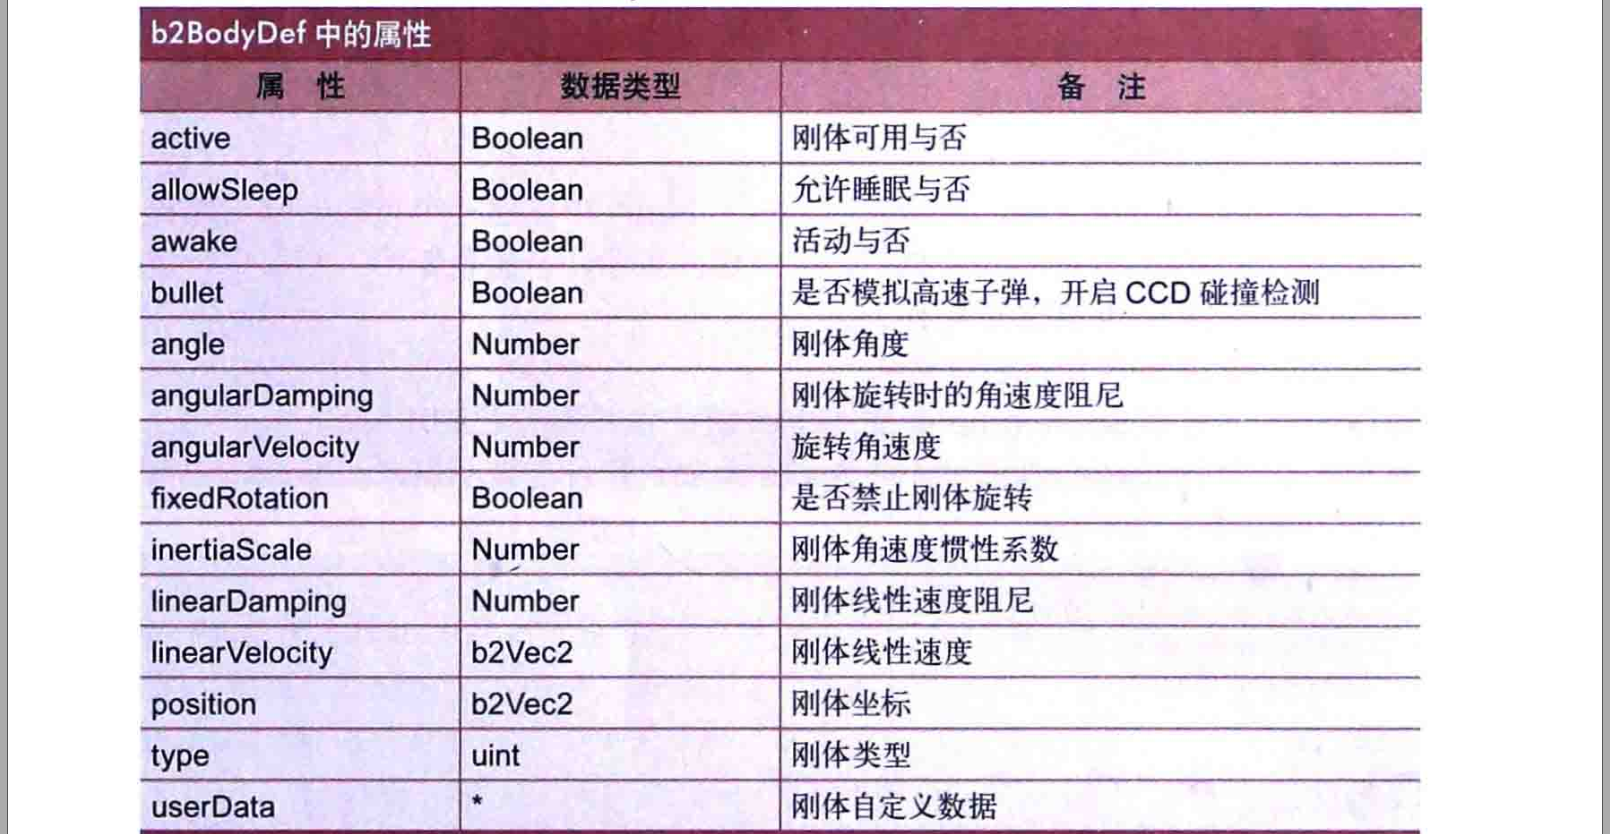 b2BodyDef 中的属性
属 性 数据类型 备 注
active Boolean 刚体可用与否
allowSleep Boolean 允许睡眠与否
awake Boolean 活动与否
bullet Boolean 是否模拟高速子弹，开启 CCD 碰撞检测
angle Number 刚体角度
angularDamping Number 刚体旋转时的角速度阻尼
angularVelocity Number 旋转角速度
fixedRotation Boolean 是否禁止刚体旋转
inertiaScale Number 刚体角速度惯性系数
linearDamping Number 刚体线性速度阻尼
linearVelocity b2Vec2 刚体线性速度
position b2Vec2 刚体坐标
type uint 刚体类型
userData * 刚体自定义数据